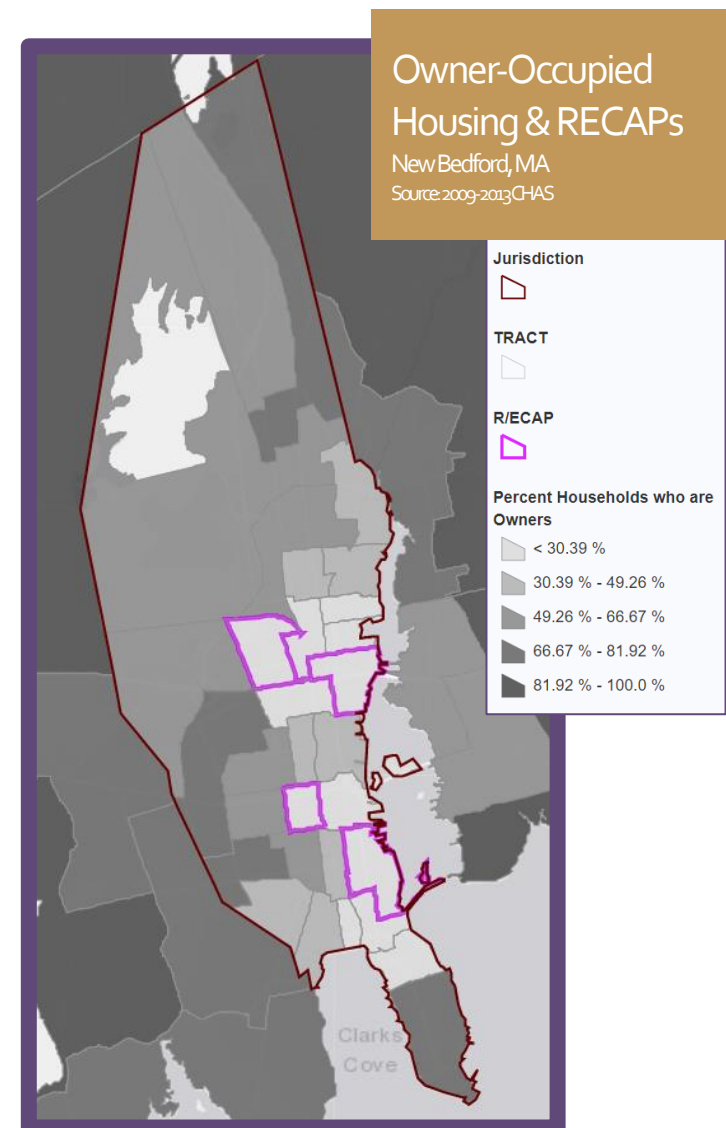 Owner-Occupied
Housing & RECAPs
New Bedford, MA
Source: 2009-2013 CHAS
Jurisdiction
TRACT
R/ECAP
Percent Households who are
Owners
< 30.39 %
30.39 % - 49.26 %
49.26 % - 66.67 %
66.67 % - 81.92 %
81.92 % - 100.0 %
Clarks
Cove